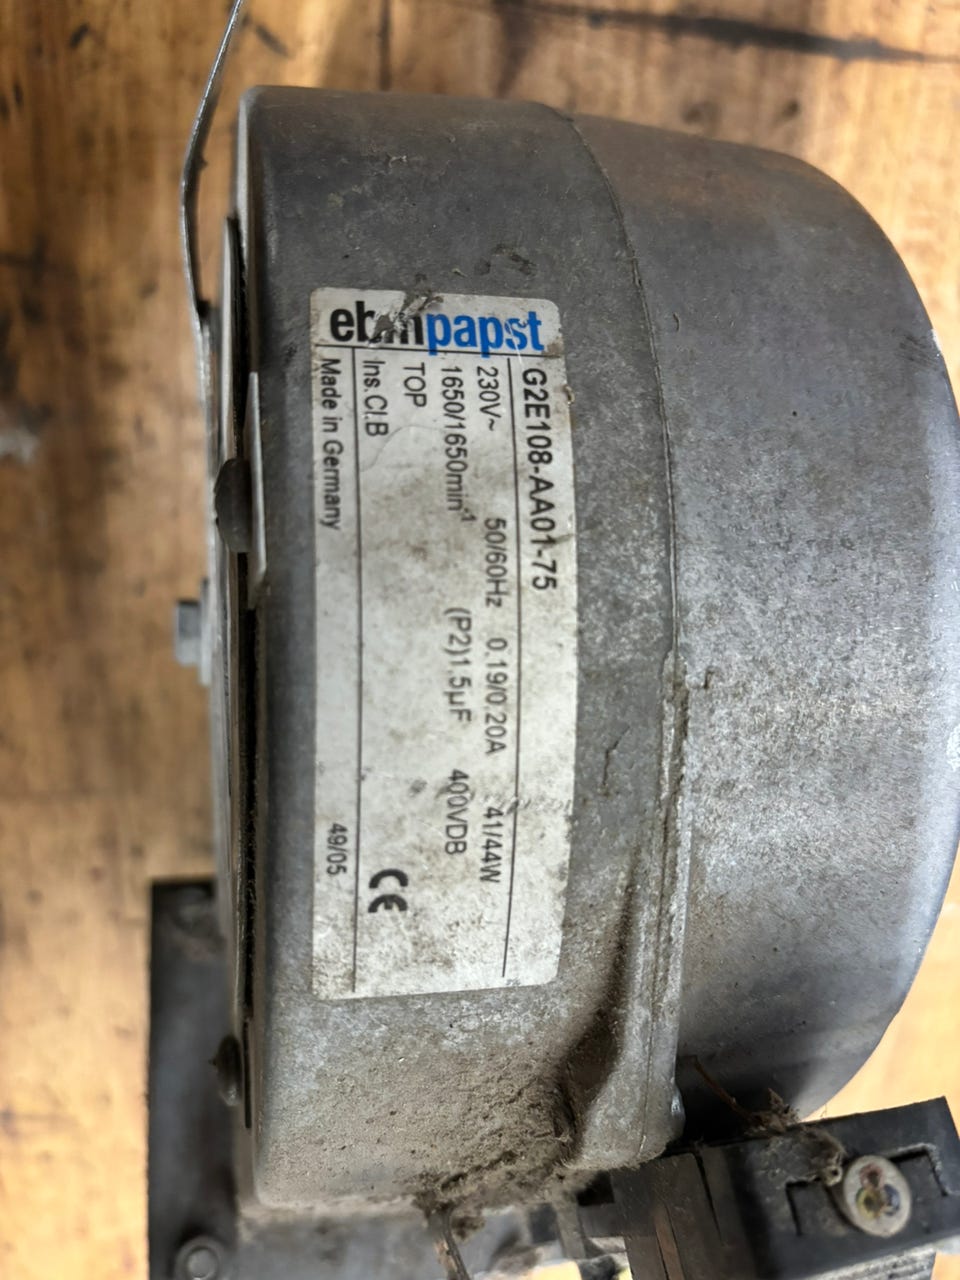 ebmpapst
G2E108-AA01-75
230V~ 50/60Hz 0.19/0.20A 41/44W
1650/1650min-1 (P2)1.5µF 400VDB
TOP
Ins.Cl.B
Made in Germany 49/05
CE